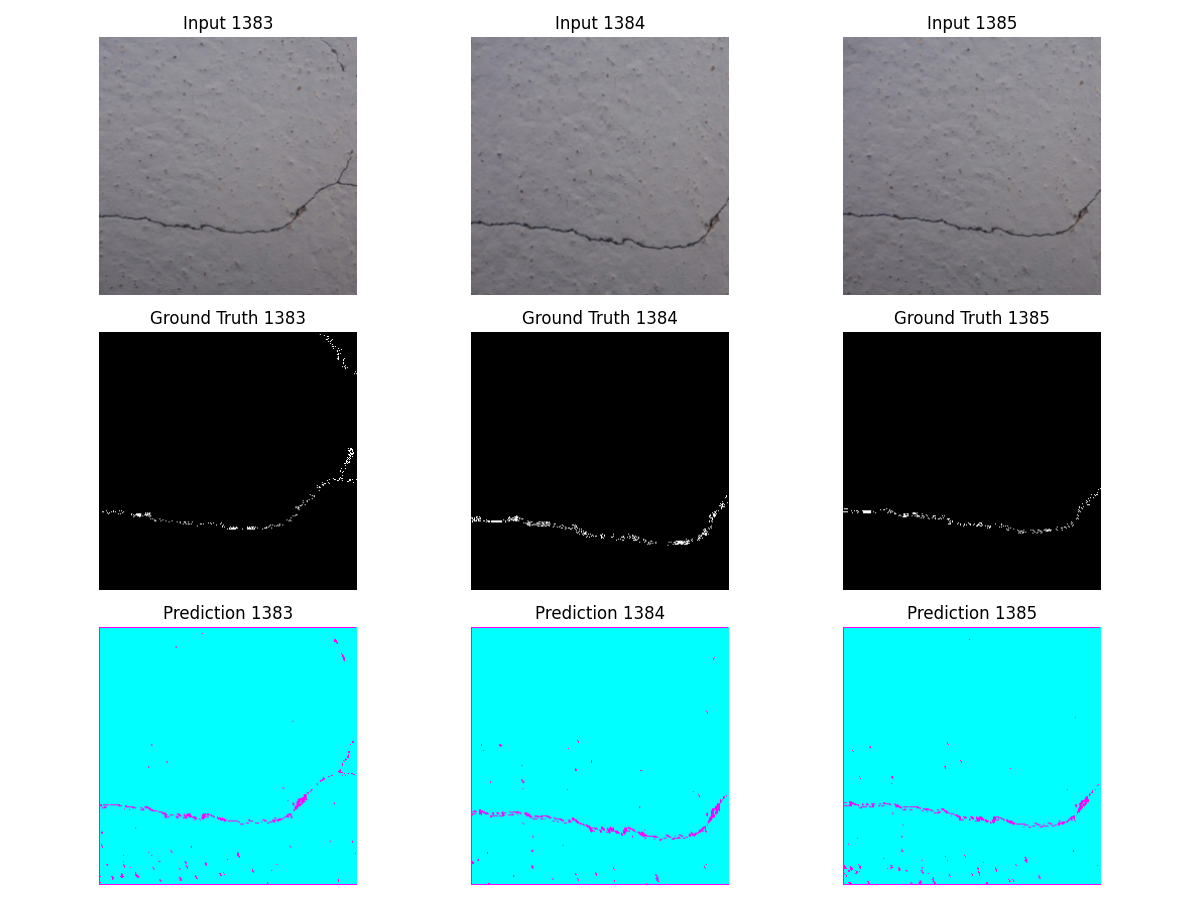 Input 1383
Input 1384
Input 1385
Ground Truth 1383
Ground Truth 1384
Ground Truth 1385
Prediction 1383
Prediction 1384
Prediction 1385